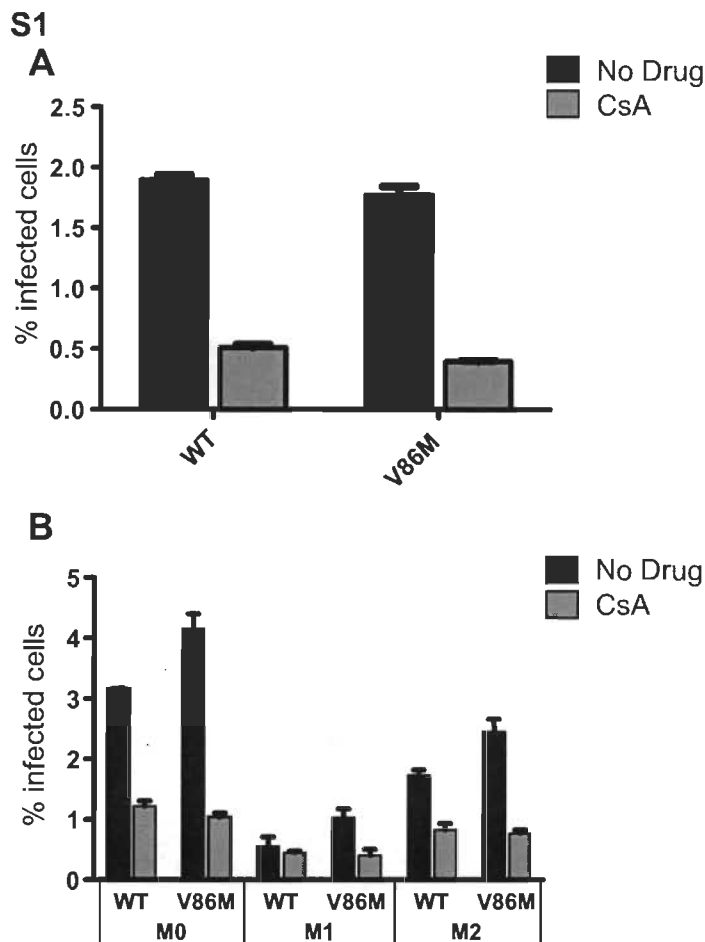 S1
A
No Drug
CsA
% infected cells
2.5
2.0
1.5
1.0
0.5
0.0
WT
V86M
B
No Drug
CsA
% infected cells
5
4
3
2
1
0
WT V86M WT V86M WT V86M
M0 M1 M2